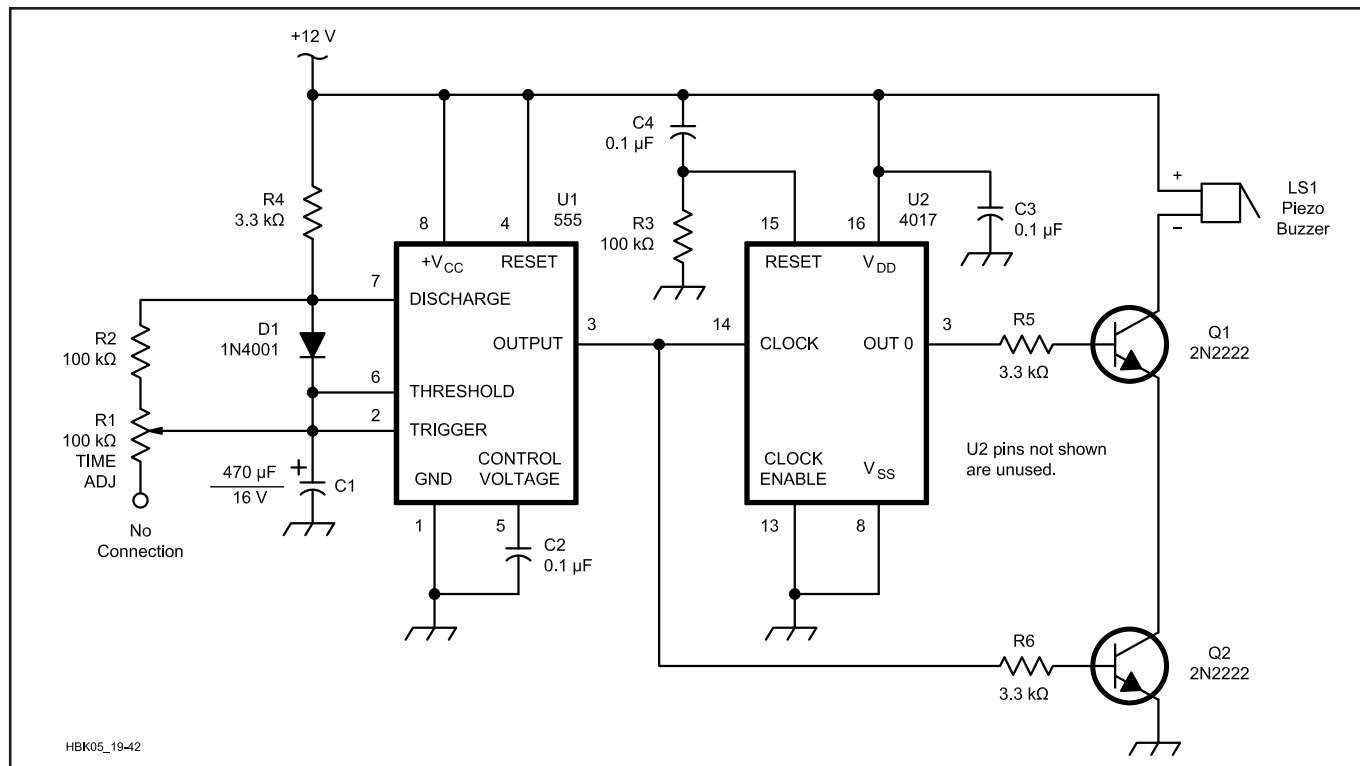 +12 V
C4
0.1 µF
R4
3.3 kΩ
U1
555
R3
100 kΩ
U2
4017
C3
0.1 µF
+
−
LS1
Piezo
Buzzer
8
4
15
16
+VCC
RESET
RESET
VDD
7
DISCHARGE
R2
100 kΩ
D1
1N4001
OUTPUT
3
14
CLOCK
OUT 0
3
R5
3.3 kΩ
Q1
2N2222
6
THRESHOLD
R1
100 kΩ
TIME
ADJ
2
TRIGGER
470 µF
16 V
+
C1
CONTROL
VOLTAGE
GND
CLOCK
ENABLE
VSS
U2 pins not shown
are unused.
No
Connection
1
5
C2
0.1 µF
13
8
R6
3.3 kΩ
Q2
2N2222
HBK05_19-42